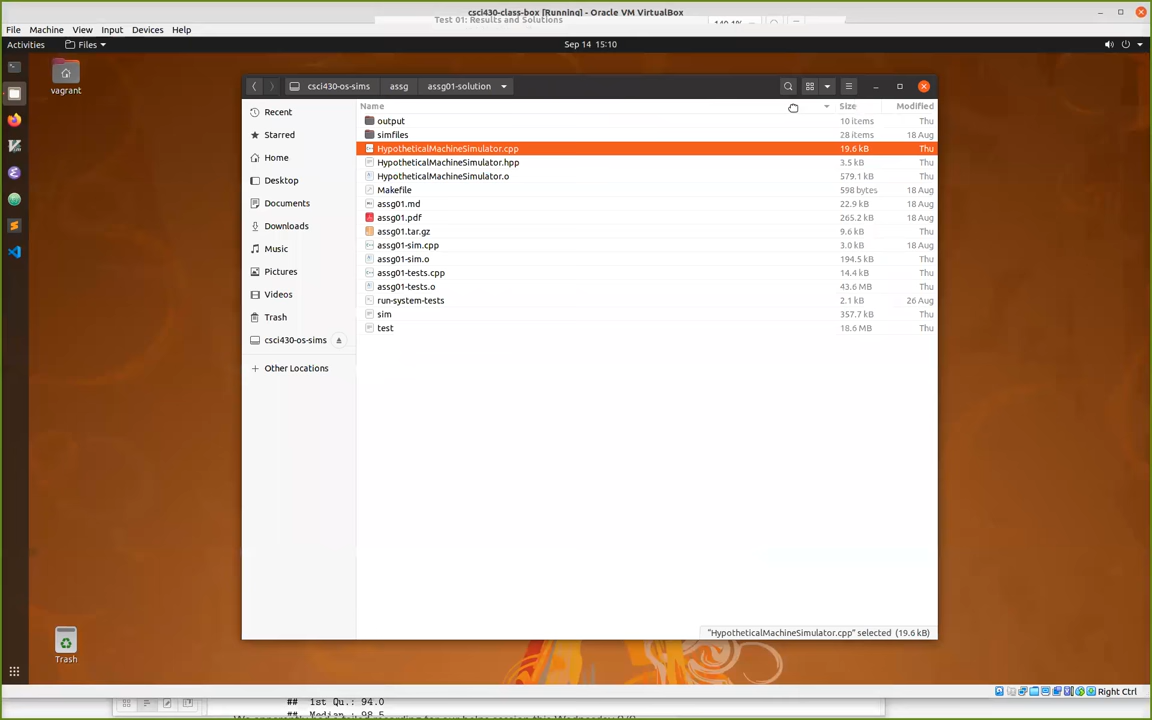 csci430-class-box [Running] - Oracle VM VirtualBox
Test 01: Results and Solutions
File Machine View Input Devices Help
Activities Files Sep 14 15:10
vagrant
csci430-os-sims assg assg01-solution
Name Size Modified
Recent
Starred
Home
Desktop
Documents
Downloads
Music
Pictures
Videos
Trash
csci430-os-sims
Other Locations
output 10 items Thu
simfiles 28 items 18 Aug
HypotheticalMachineSimulator.cpp 19.6 kB Thu
HypotheticalMachineSimulator.hpp 3.5 kB Thu
HypotheticalMachineSimulator.o 579.1 kB Thu
Makefile 598 bytes 18 Aug
assg01.md 22.9 kB 18 Aug
assg01.pdf 265.2 kB 18 Aug
assg01.tar.gz 9.6 kB Thu
assg01-sim.cpp 3.0 kB 18 Aug
assg01-sim.o 194.5 kB Thu
assg01-tests.cpp 14.4 kB Thu
assg01-tests.o 43.6 MB Thu
run-system-tests 2.1 kB 26 Aug
sim 357.7 kB Thu
test 18.6 MB Thu
"HypotheticalMachineSimulator.cpp" selected (19.6 kB)
Trash
Right Ctrl
## 1st Qu.: 94.0
## Median : 98.5